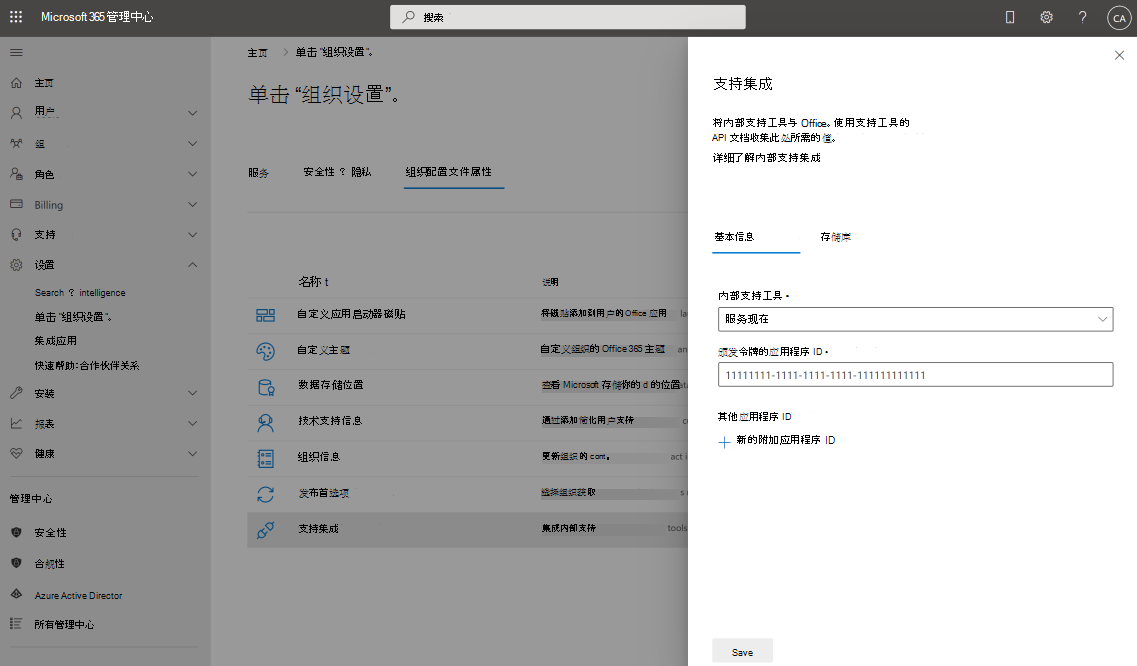 Microsoft 365 管理中心
搜索
CA
主页
用户
组
角色
Billing
支持
设置
Search ? intelligence
单击 "组织设置"。
集成应用
快速帮助:合作伙伴关系
安装
报表
健康
管理中心
安全性
合规性
Azure Active Director
所有管理中心
主页 > 单击 "组织设置"。
单击 "组织设置"。
服务 安全性 ? 隐私 组织配置文件属性
名称 t 说明
自定义应用启动器磁贴 将磁贴添加到用户的 Office 应用
自定义主题 自定义组织的 Office 365 主题 an
数据存储位置 查看 Microsoft 存储你的 d 的位置
技术支持信息 通过添加简化用户支持
组织信息 更新组织的 cont。 act i
发布首选项 选择组织获取
支持集成 集成内部支持 tools
支持集成
将内部支持工具与 Office。使用支持工具的
API 文档收集此处所需的值。
详细了解内部支持集成
基本信息 存储库
内部支持工具 •
服务现在
颁发令牌的应用程序 ID •
11111111-1111-1111-1111-111111111111
其他应用程序 ID
+ 新的附加应用程序 ID
Save